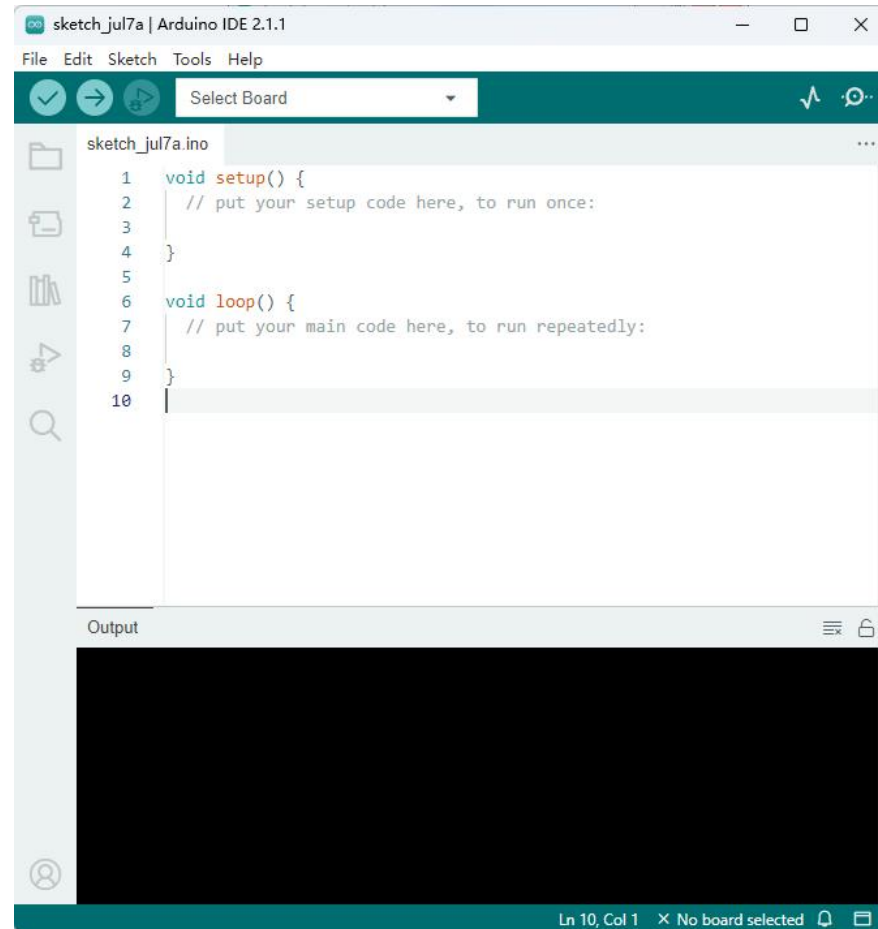 sketch_jul7a | Arduino IDE 2.1.1
File Edit Sketch Tools Help
Select Board
sketch_jul7a.ino
1 void setup() {
2 // put your setup code here, to run once:
3
4 }
5
6 void loop() {
7 // put your main code here, to run repeatedly:
8
9 }
10
Output
Ln 10, Col 1 × No board selected